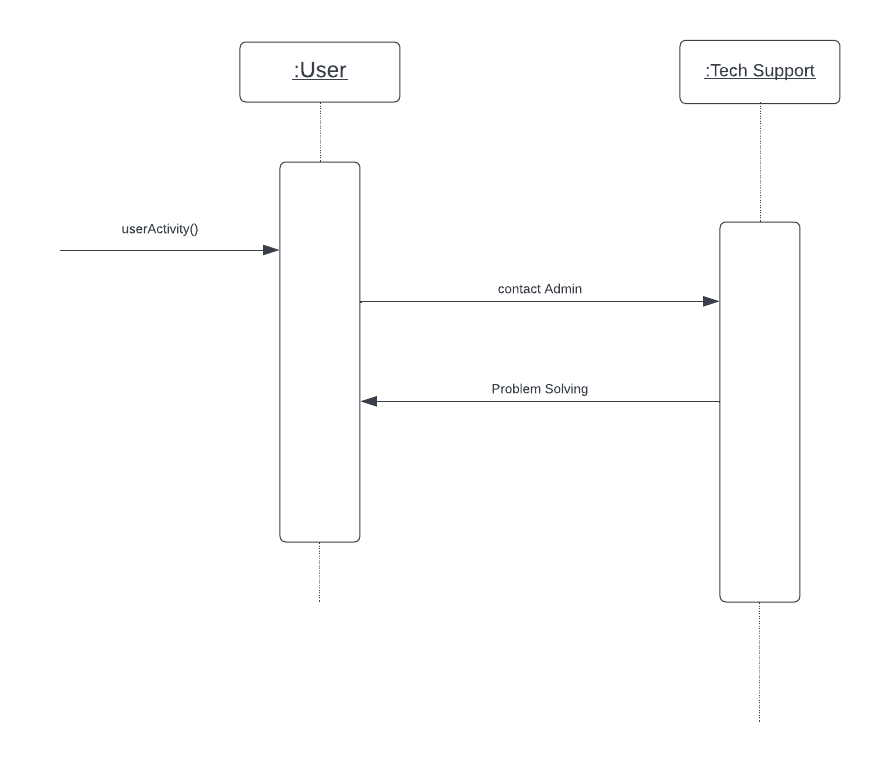 :User
:Tech Support
userActivity()
contact Admin
Problem Solving